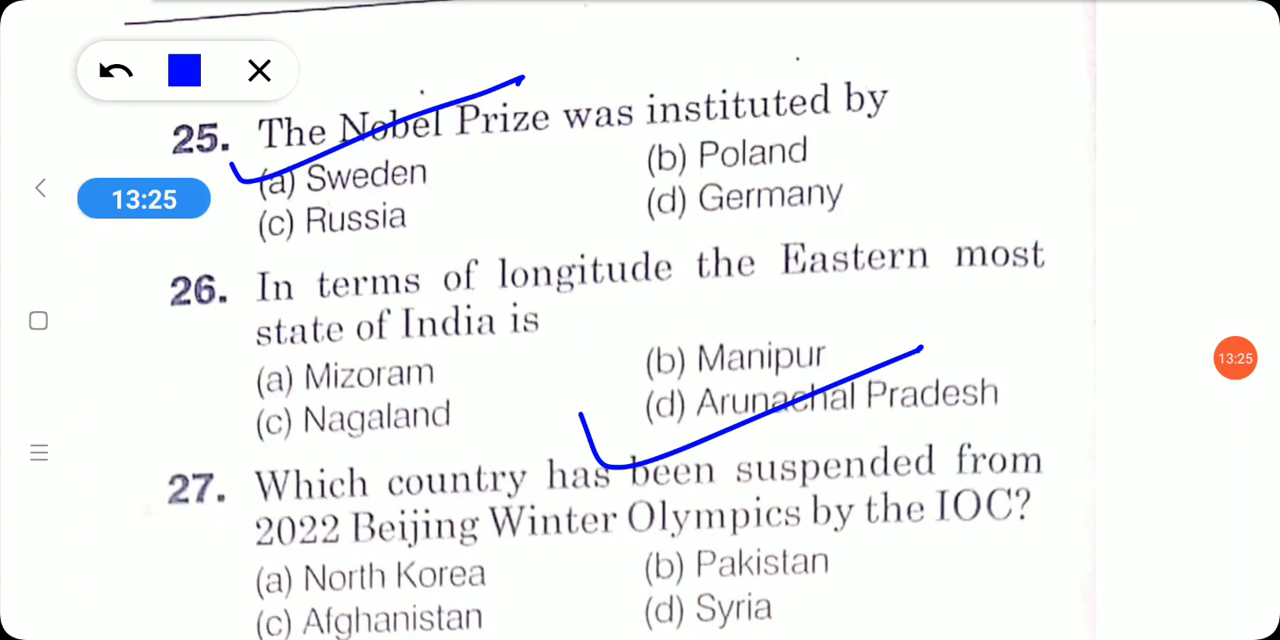 25. The Nobel Prize was instituted by
(a) Sweden (b) Poland
(c) Russia (d) Germany
13:25
26. In terms of longitude the Eastern most
state of India is
(a) Mizoram (b) Manipur
(c) Nagaland (d) Arunachal Pradesh
13:25
27. Which country has been suspended from
2022 Beijing Winter Olympics by the IOC?
(a) North Korea (b) Pakistan
(c) Afghanistan (d) Syria